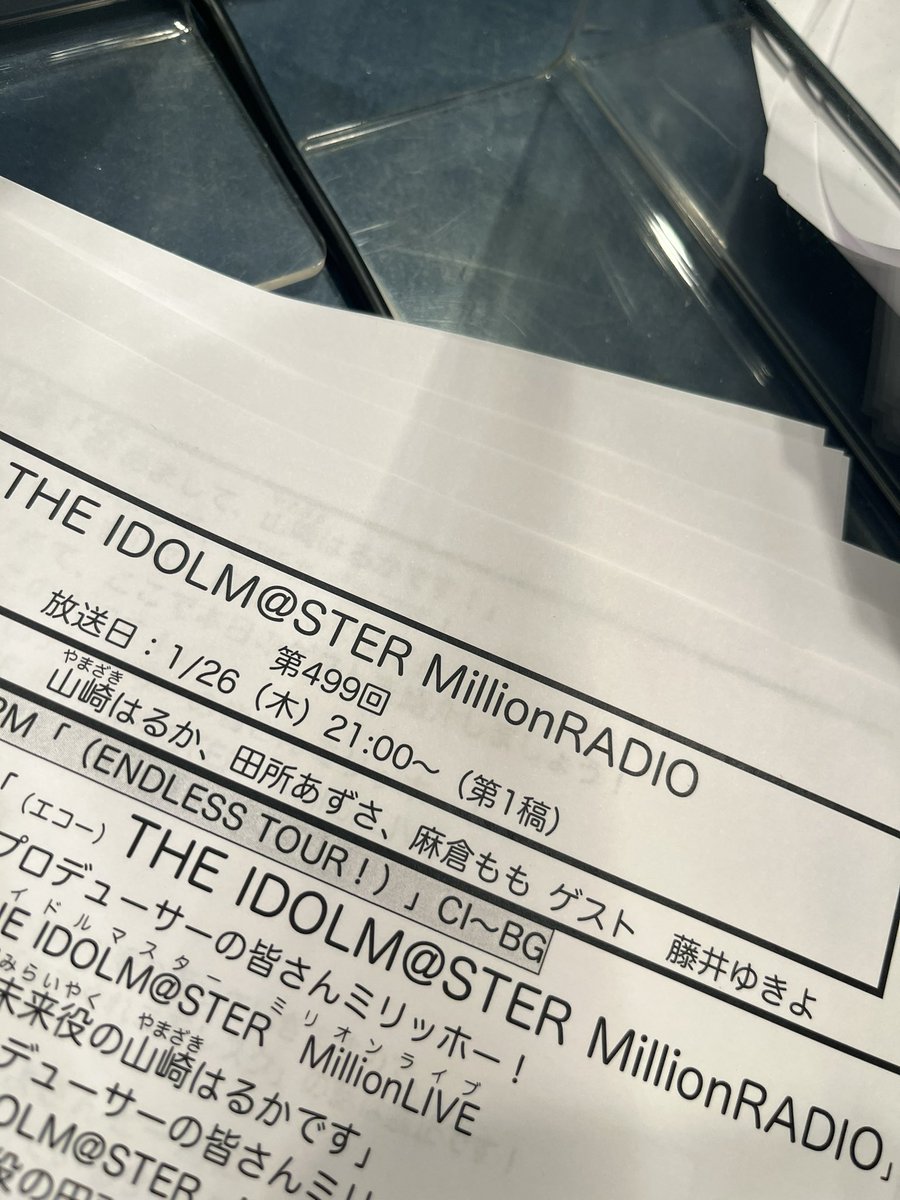 THE IDOLM@STER MillionRADIO
第499回
放送日：1/26（木）21:00～（第1稿）
やまざき
山崎はるか、田所あずさ、麻倉もも ゲスト 藤井ゆきよ
「（ENDLESS TOUR！）」CI～BG
「（エコー）THE IDOLM@STER MillionRADIO」
プロデューサーの皆さんミリッホー！
イドルマスター ミリオンライブ
IDOLM@STER MillionLIVE
みらいやく やまざき
未来役の山崎はるかです」
デューサーの皆さんミリ
OLM@STER